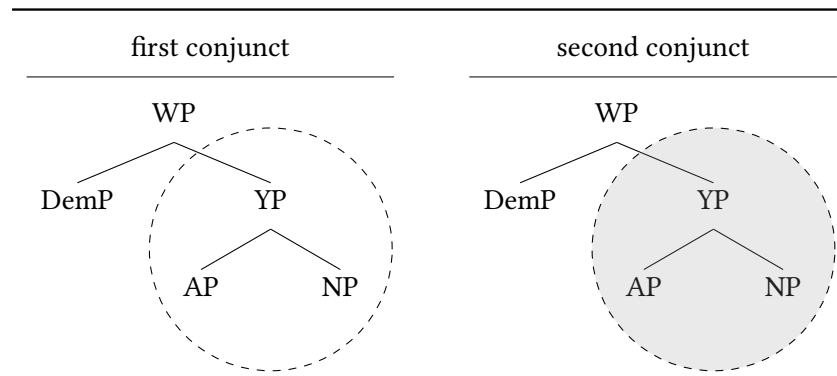 first conjunct second conjunct
WP WP
DemP YP DemP YP
AP NP AP NP